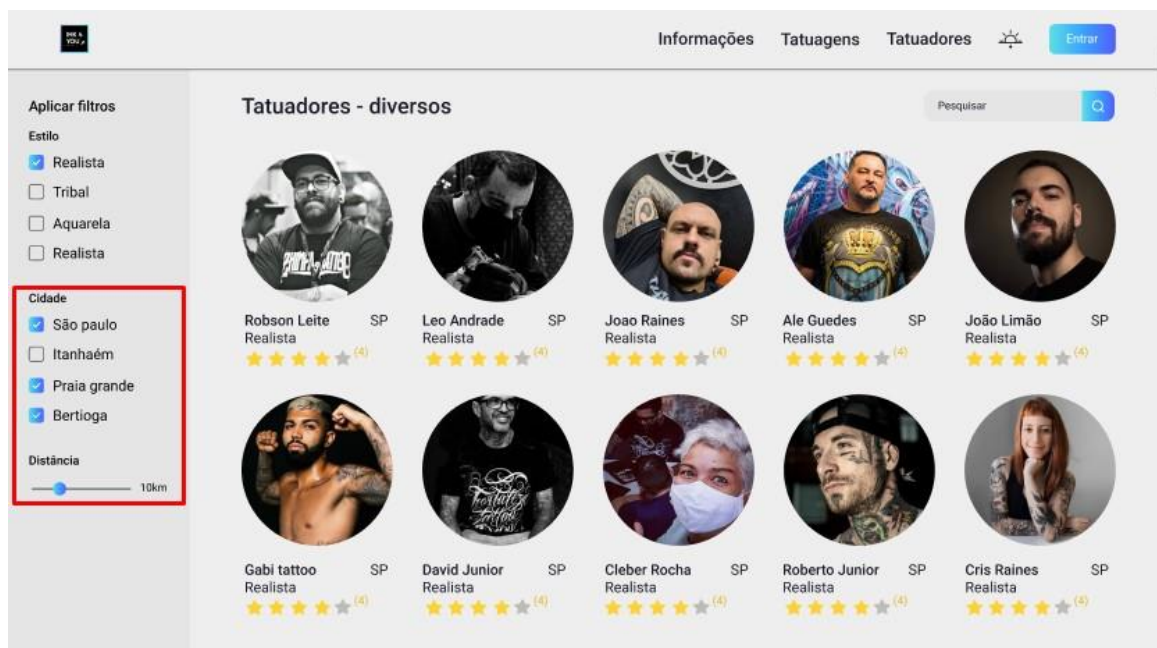 INK &
YOU
Informações Tatuagens Tatuadores Entrar
Aplicar filtros
Estilo
Realista
Tribal
Aquarela
Realista
Cidade
São paulo
Itanhaém
Praia grande
Bertioga
Distância
10km
Tatuadores - diversos
Pesquisar
Robson Leite SP
Realista
(4)
Leo Andrade SP
Realista
(4)
Joao Raines SP
Realista
(4)
Ale Guedes SP
Realista
(4)
João Limão SP
Realista
(4)
Gabi tattoo SP
Realista
(4)
David Junior SP
Realista
(4)
Cleber Rocha SP
Realista
(4)
Roberto Junior SP
Realista
(4)
Cris Raines SP
Realista
(4)